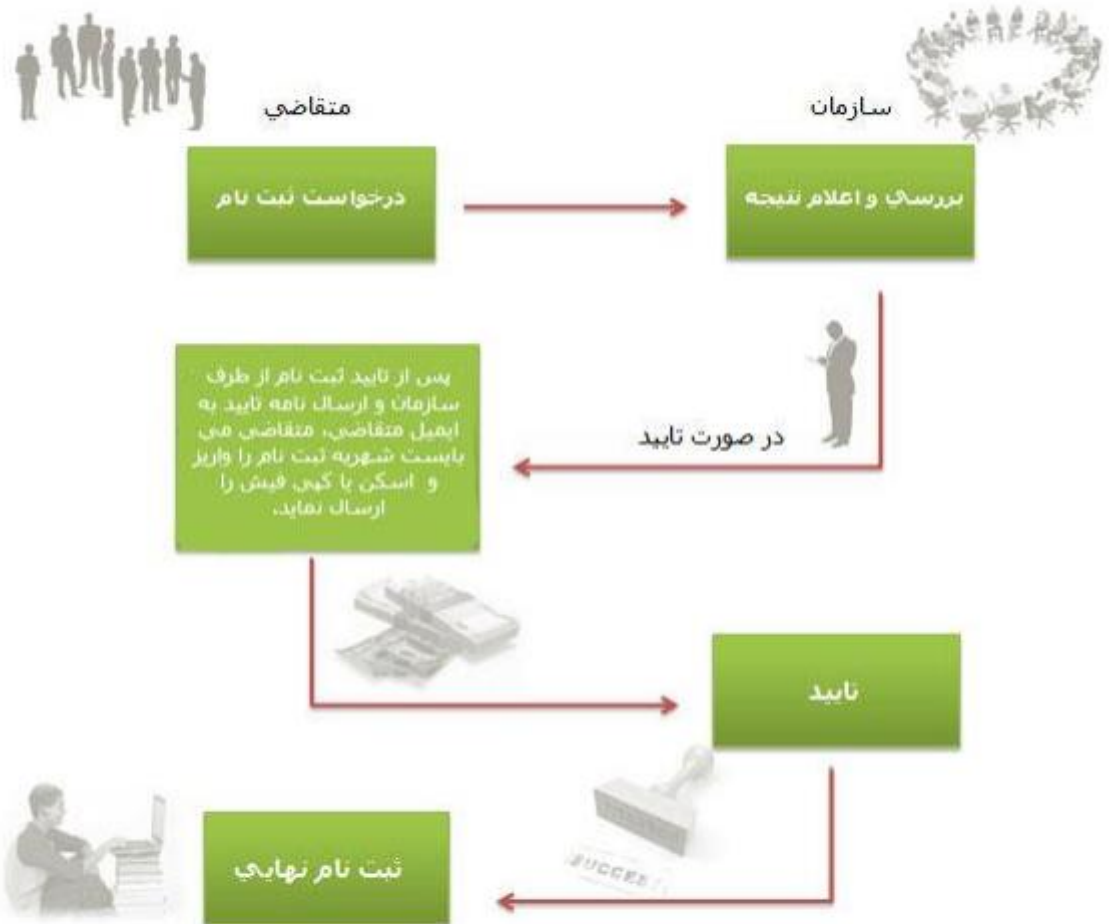 متقاضي
سازمان
درخواست ثبت نام
بررسي و اعلام نتيجه
پس از تاييد ثبت نام از طرف
سازمان و ارسال نامه تاييد به
ايميل متقاضي، متقاضي مي
بايست شهريه ثبت نام را واريز
و اسكن يا كپي فيش را
ارسال نمايد.
در صورت تاييد
تاييد
SUCCES
ثبت نام نهايي